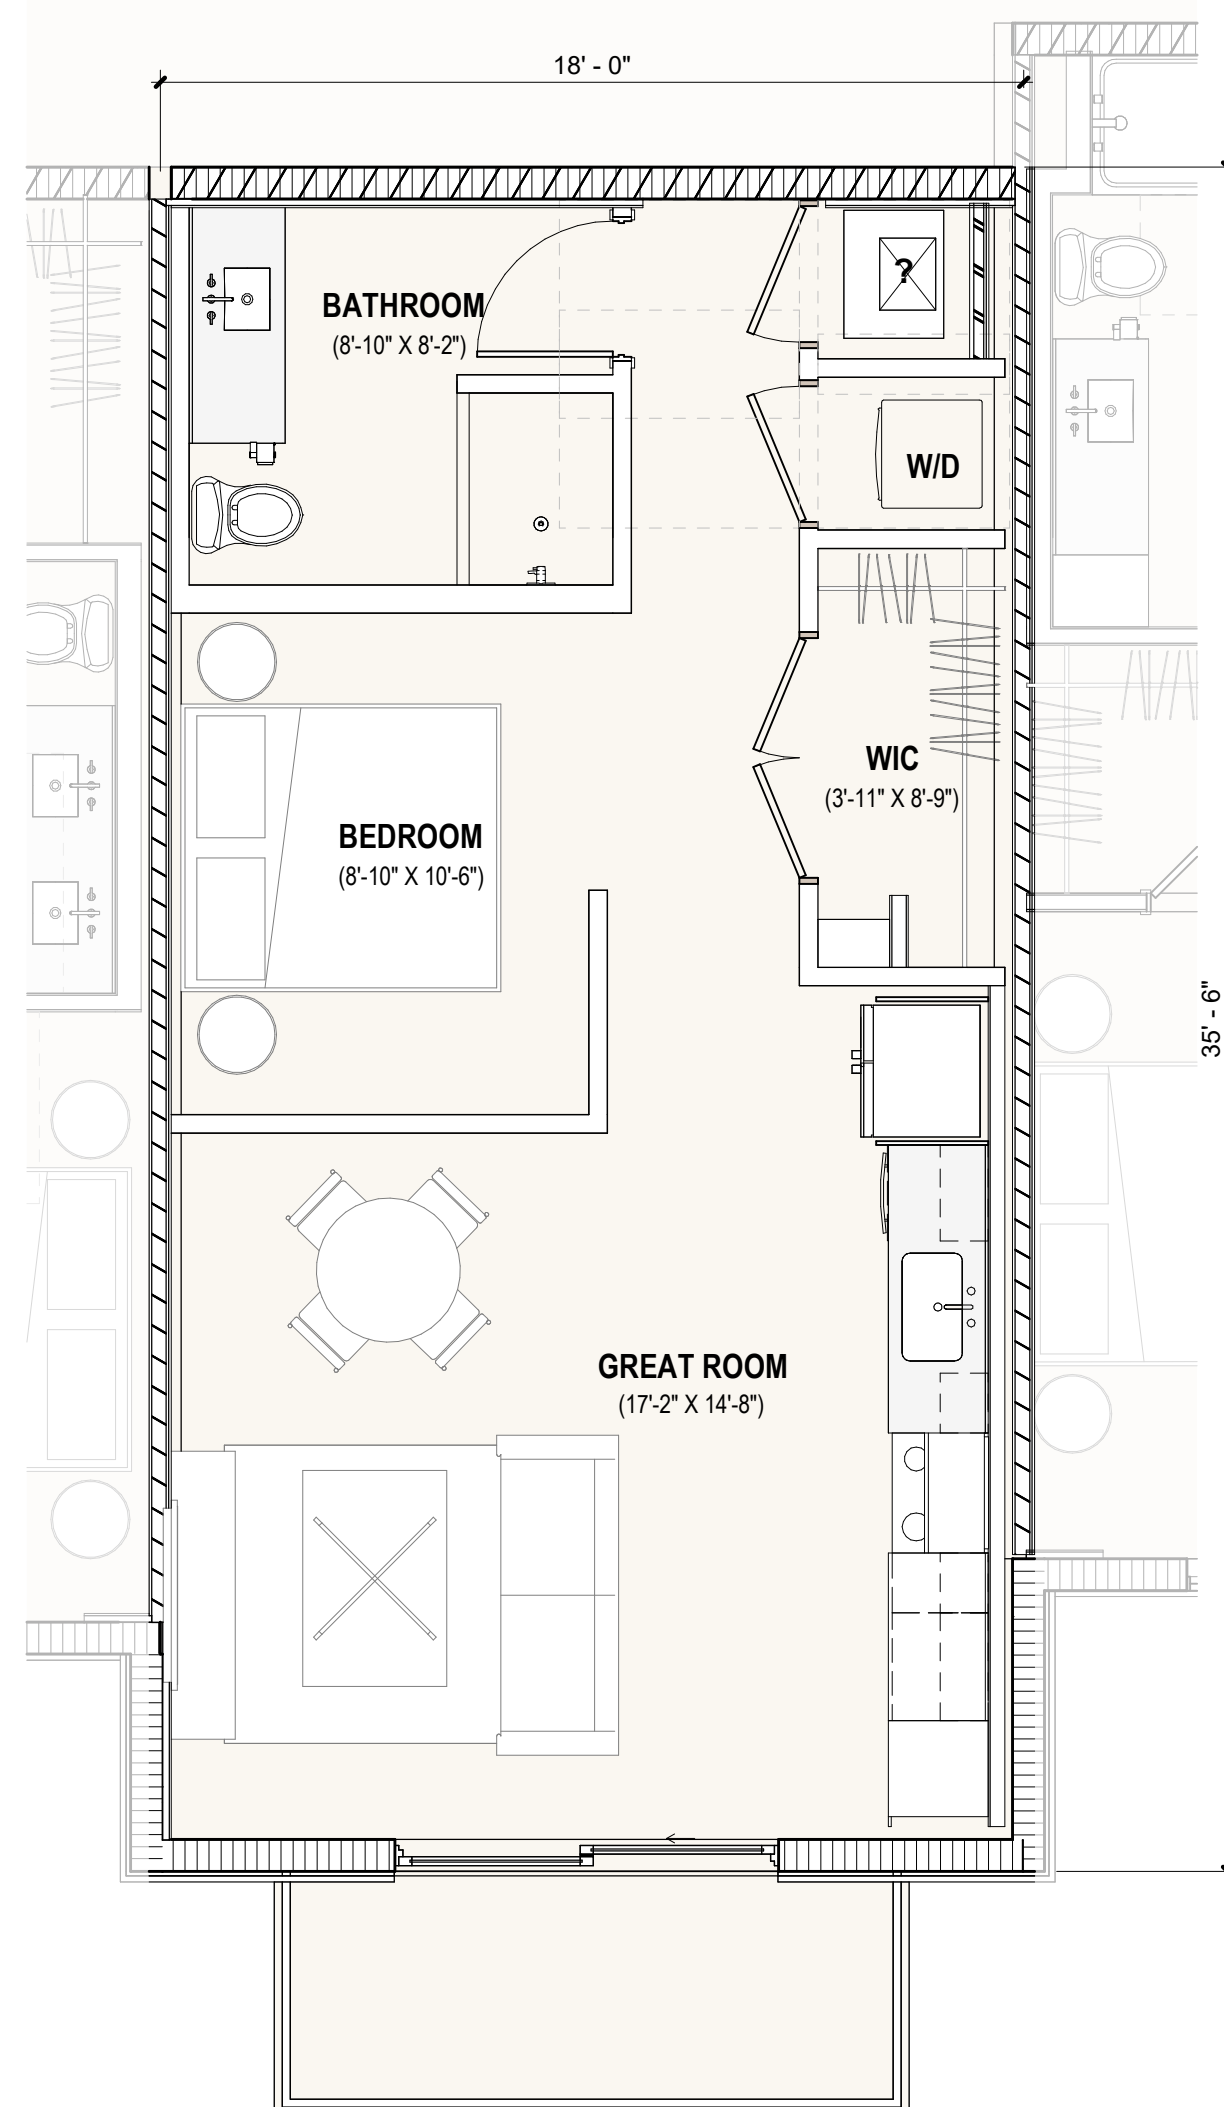 18' - 0"
?
BATHROOM
(8'-10" X 8'-2")
W/D
WIC
(3'-11" X 8'-9")
BEDROOM
(8'-10" X 10'-6")
35' - 6"
GREAT ROOM
(17'-2" X 14'-8")